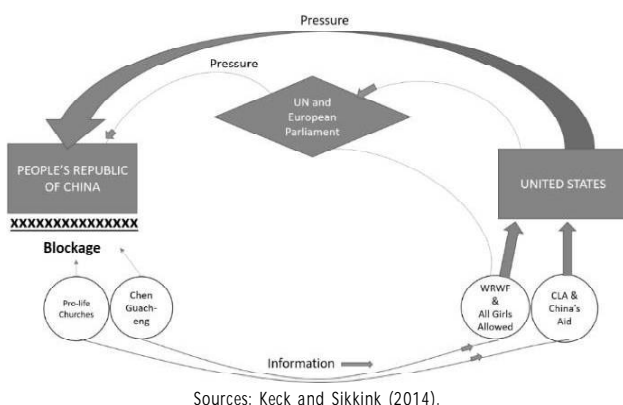 Pressure
Pressure
UN and
European
Parliament
PEOPLE'S REPUBLIC
OF CHINA
UNITED STATES
XXXXXXXXXXXXXXX
Blockage
Pro-life
Churches
Chen
Guach-
eng
WRWF
&
All Girls
Allowed
CLA &
China's
Aid
Information
Sources: Keck and Sikkink (2014).